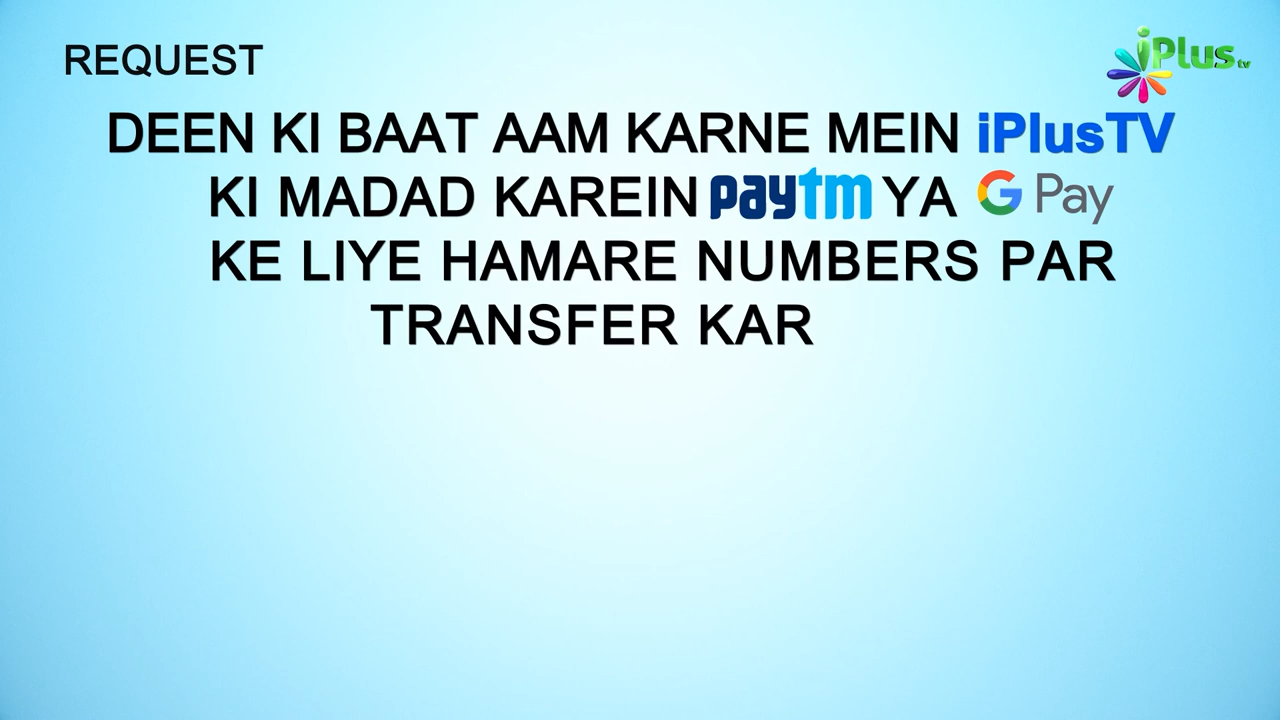 REQUEST
iPlus tv
DEEN KI BAAT AAM KARNE MEIN iPlusTV
KI MADAD KAREIN paytm YA G Pay
KE LIYE HAMARE NUMBERS PAR
TRANSFER KAR